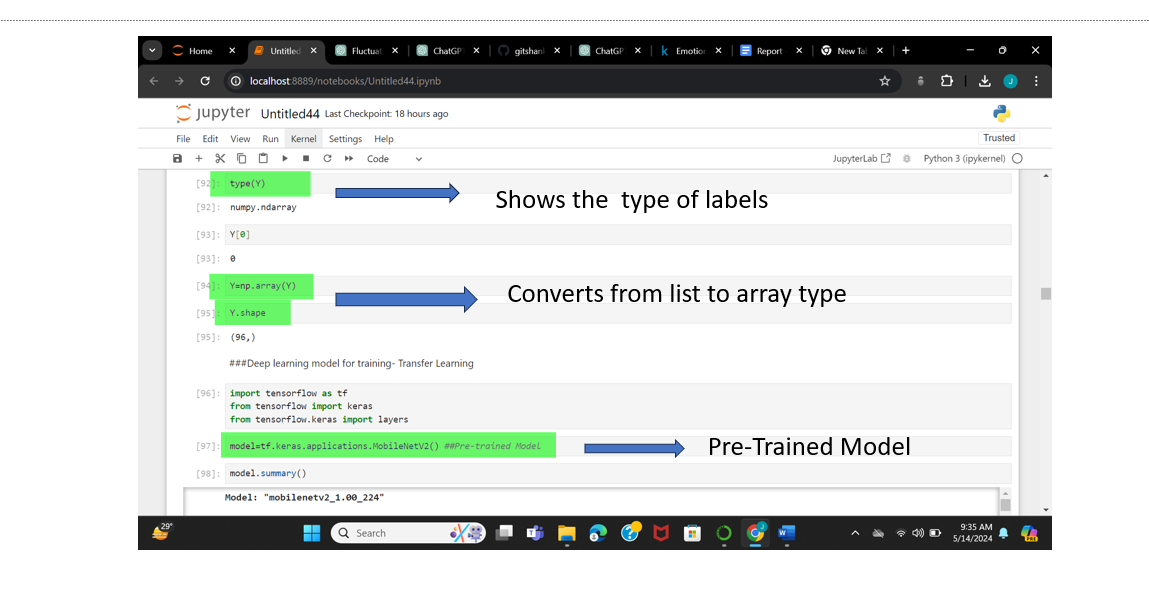 Home Untitled Fluctuat ChatGP gitshan ChatGP Emotio Report New Ta
localhost:8889/notebooks/Untitled44.ipynb
jupyter Untitled44 Last Checkpoint: 18 hours ago
File Edit View Run Kernel Settings Help Trusted
Code JupyterLab Python 3 (ipykernel)
[92]: type(Y)
Shows the type of labels
[92]: numpy.ndarray
[93]: Y[0]
[93]: 0
[94]: Y=np.array(Y)
Converts from list to array type
[95]: Y.shape
[95]: (96,)
###Deep learning model for training- Transfer Learning
[96]: import tensorflow as tf
from tensorflow import keras
from tensorflow.keras import layers
[97]: model=tf.keras.applications.MobileNetV2() ##Pre-trained Model
Pre-Trained Model
[98]: model.summary()
Model: "mobilenetv2_1.00_224"
29°
Search
9:35 AM
5/14/2024